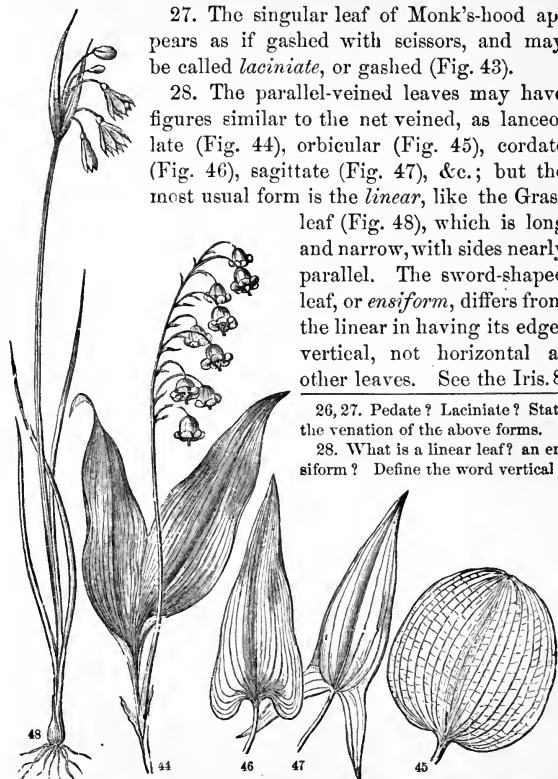 27. The singular leaf of Monk's-hood ap
pears as if gashed with scissors, and may
be called laciniate, or gashed (Fig. 43).
28. The parallel-veined leaves may have
figures similar to the net veined, as lanceo
late (Fig. 44), orbicular (Fig. 45), cordate
(Fig. 46), sagittate (Fig. 47), &c.; but the
most usual form is the linear, like the Gras
leaf (Fig. 48), which is long
and narrow, with sides nearly
parallel. The sword-shaped
leaf, or ensiform, differs from
the linear in having its edge
vertical, not horizontal a
other leaves. See the Iris.
26, 27. Pedate? Laciniate? Stat
the venation of the above forms.
28. What is a linear leaf? an en
siform? Define the word vertical
48
44
46
47
45